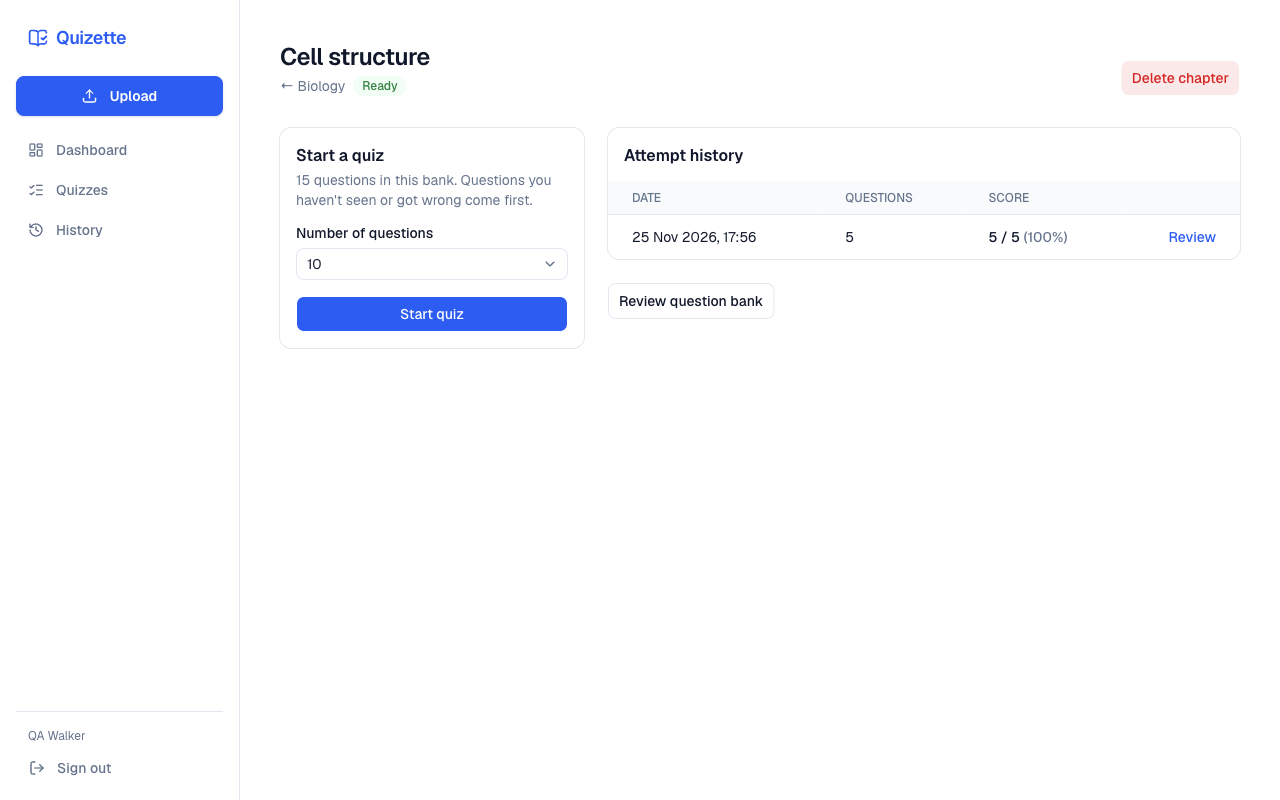 Quizette
Upload
Dashboard
Quizzes
History
QA Walker
Sign out
Cell structure
← Biology
Ready
Delete chapter
Start a quiz
15 questions in this bank. Questions you
haven't seen or got wrong come first.
Number of questions
10
Start quiz
Attempt history
DATE QUESTIONS SCORE
25 Nov 2026, 17:56 5 5 / 5 (100%) Review
Review question bank